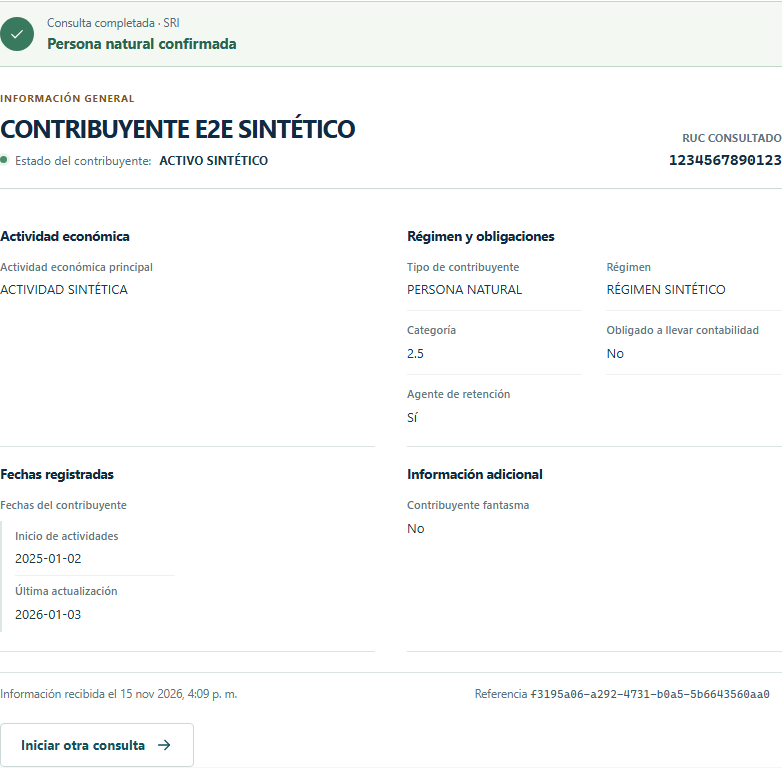 Consulta completada · SRI
Persona natural confirmada
INFORMACIÓN GENERAL
CONTRIBUYENTE E2E SINTÉTICO
Estado del contribuyente: ACTIVO SINTÉTICO
RUC CONSULTADO
1234567890123
Actividad económica
Actividad económica principal
ACTIVIDAD SINTÉTICA
Régimen y obligaciones
Tipo de contribuyente
PERSONA NATURAL
Régimen
RÉGIMEN SINTÉTICO
Categoría
2.5
Obligado a llevar contabilidad
No
Agente de retención
Sí
Fechas registradas
Fechas del contribuyente
Inicio de actividades
2025-01-02
Última actualización
2026-01-03
Información adicional
Contribuyente fantasma
No
Información recibida el 15 nov 2026, 4:09 p. m.
Referencia f3195a06-a292-4731-b0a5-5b6643560aa0
Iniciar otra consulta →